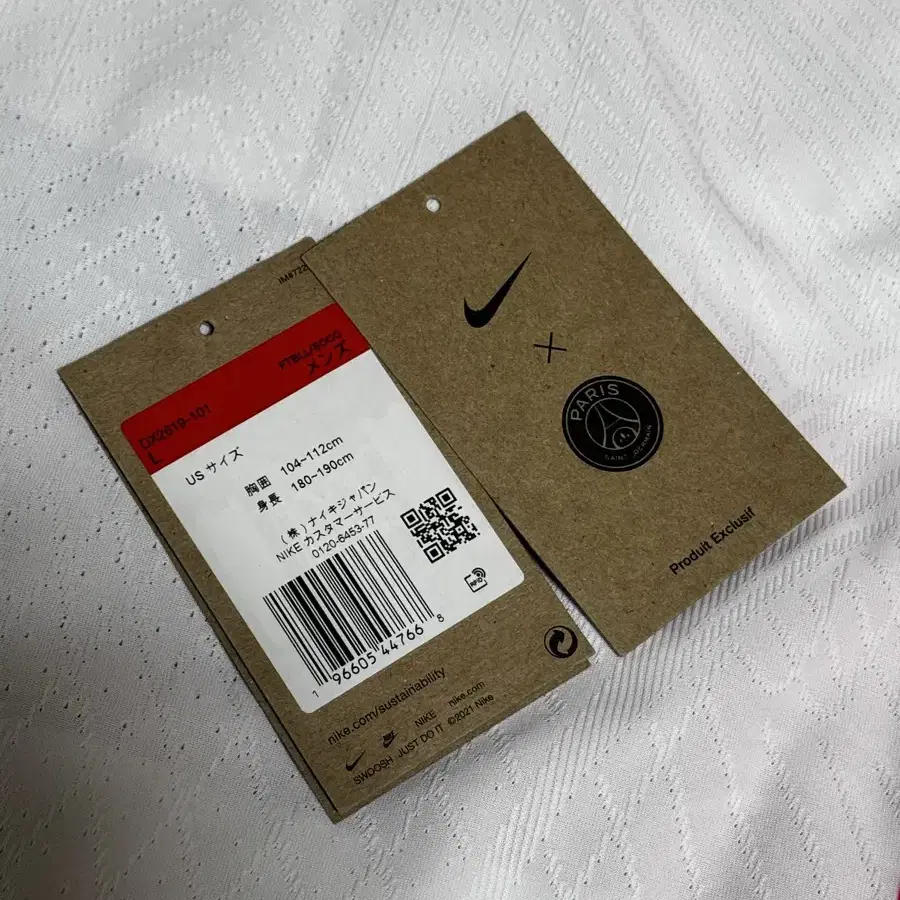 FTBLL/SOCC
メンズ
DX2619-101
L
US サイズ
胸囲 104-112cm
身長 180-190cm
(株)ナイキジャパン
NIKE カスタマーサービス
0120-6453-77
RFID
1 96605 44766 8
nike.com/sustainability
NIKE nike.com
SWOOSH JUST DO IT ©2021 Nike
×
PARIS
SAINT-GERMAIN
Produit Exclusif